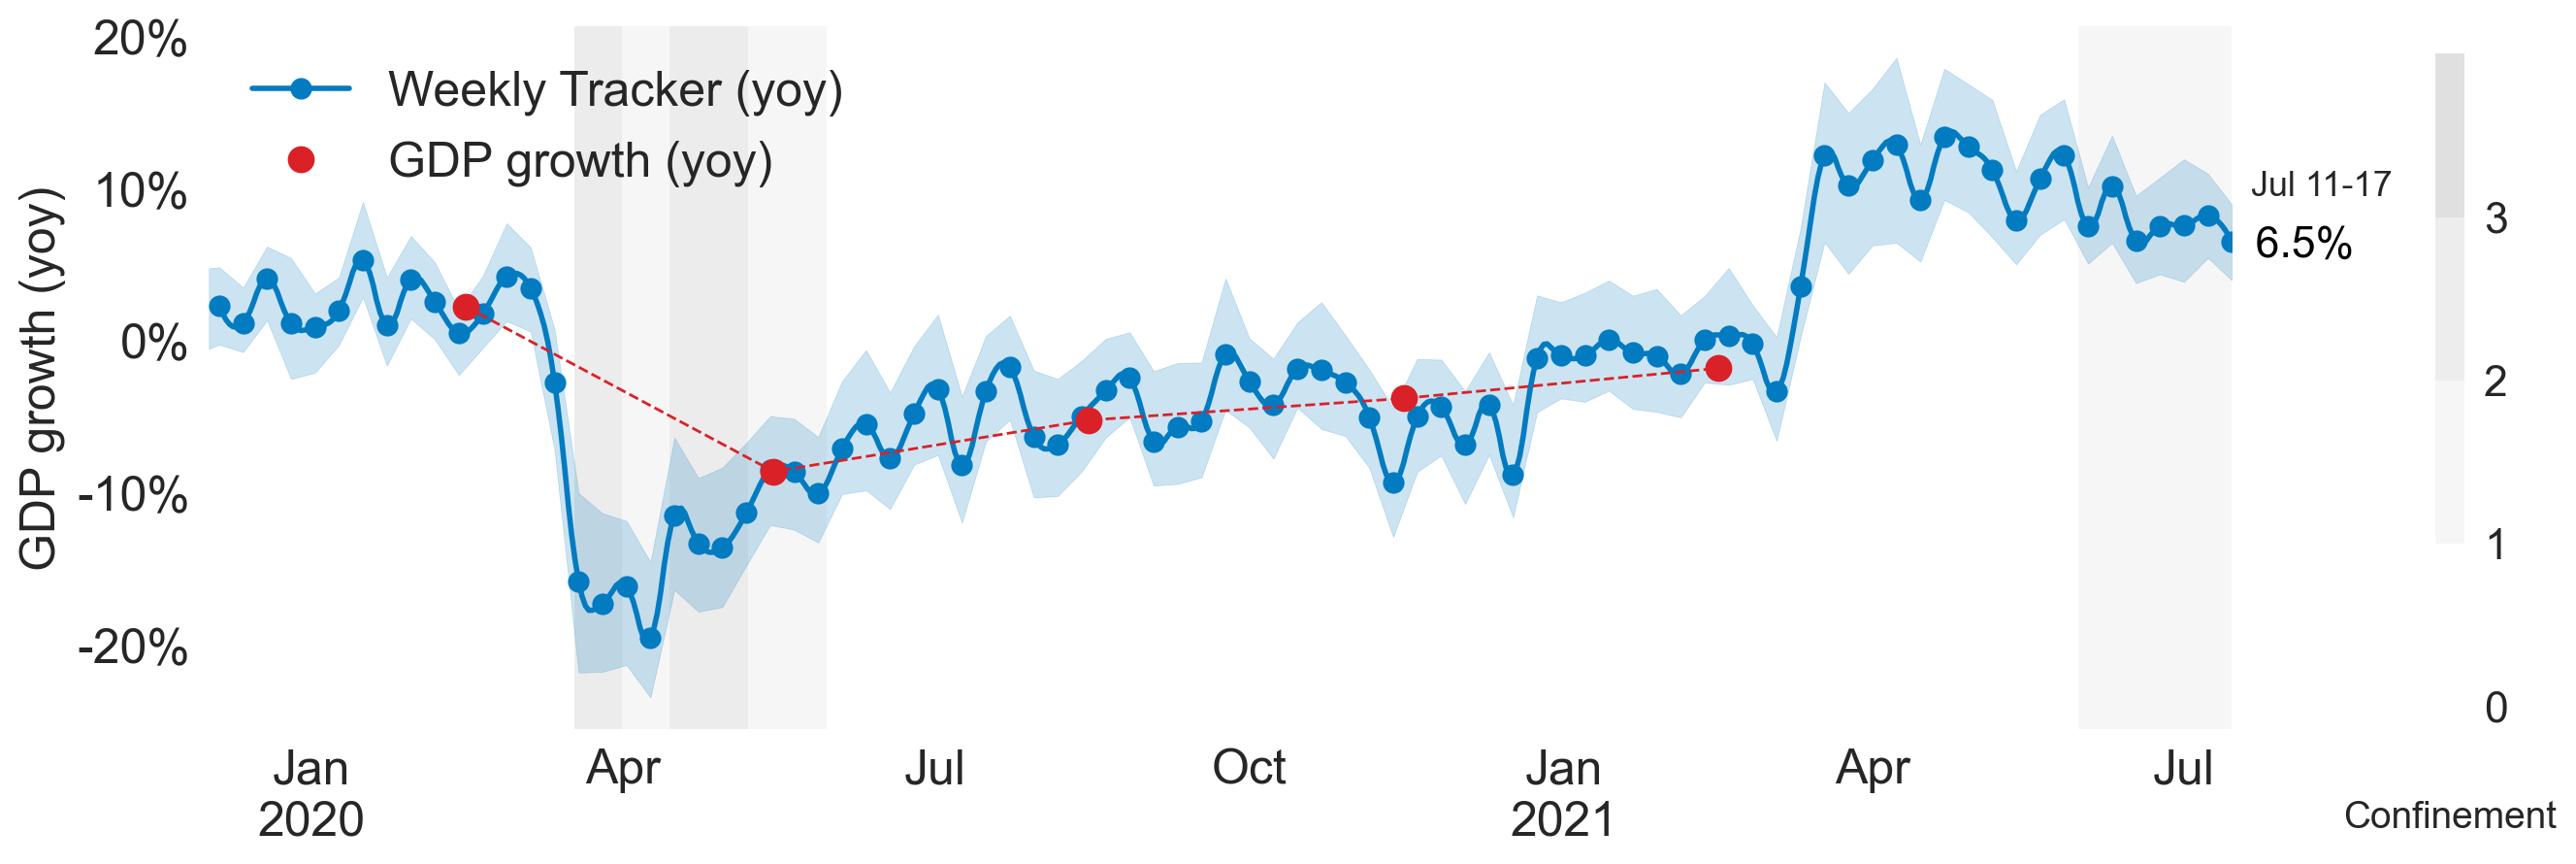 20%
10%
0%
-10%
-20%
GDP growth (yoy)
Weekly Tracker (yoy)
GDP growth (yoy)
Jul 11-17
6.5%
3
2
1
0
Jan Apr Jul Oct Jan Apr Jul
2020 2021
Confinement